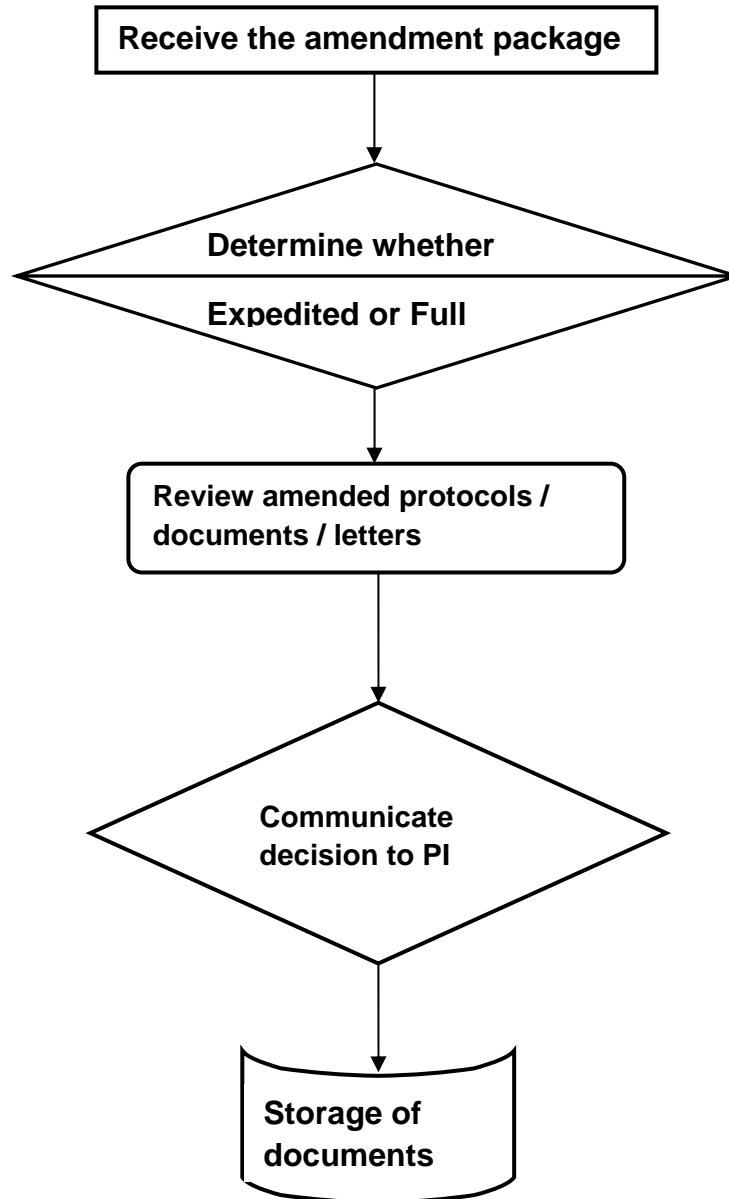 Receive the amendment package
Determine whether
Expedited or Full
Review amended protocols /
documents / letters
Communicate
decision to PI
Storage of
documents